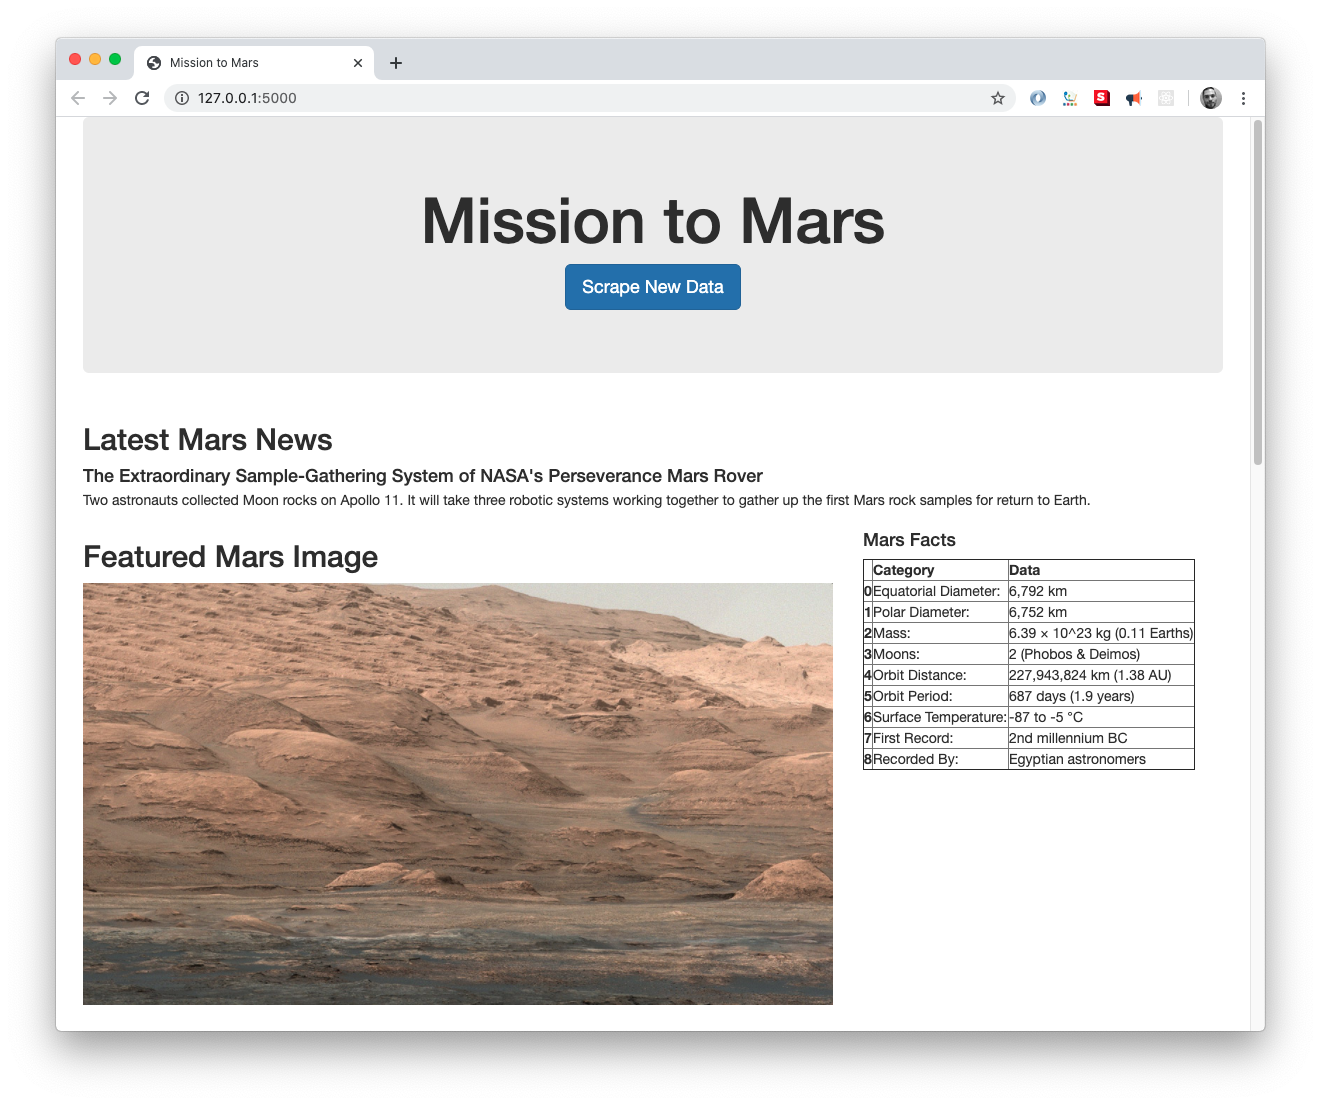 Mission to Mars
127.0.0.1:5000
S
Mission to Mars
Scrape New Data
Latest Mars News
The Extraordinary Sample-Gathering System of NASA's Perseverance Mars Rover
Two astronauts collected Moon rocks on Apollo 11. It will take three robotic systems working together to gather up the first Mars rock samples for return to Earth.
Featured Mars Image
Mars Facts
Category Data
0 Equatorial Diameter: 6,792 km
1 Polar Diameter: 6,752 km
2 Mass: 6.39 × 10^23 kg (0.11 Earths)
3 Moons: 2 (Phobos & Deimos)
4 Orbit Distance: 227,943,824 km (1.38 AU)
5 Orbit Period: 687 days (1.9 years)
6 Surface Temperature: -87 to -5 °C
7 First Record: 2nd millennium BC
8 Recorded By: Egyptian astronomers